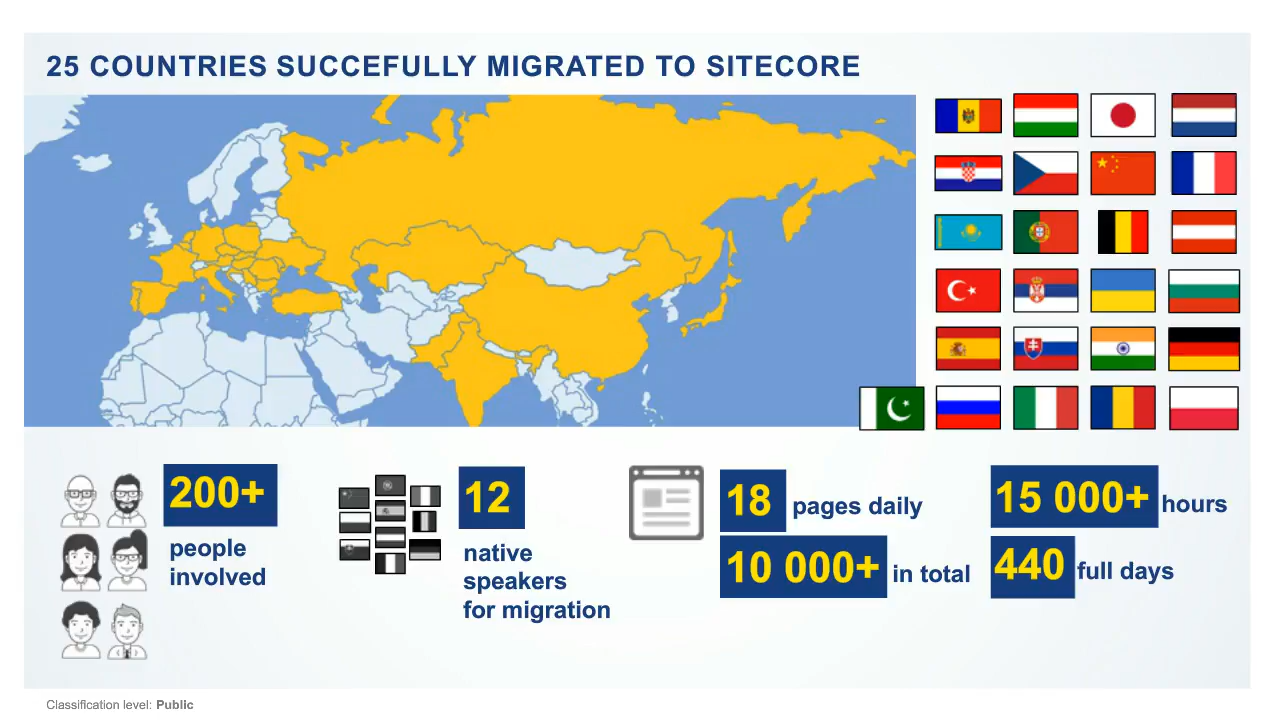 25 COUNTRIES SUCCEFULLY MIGRATED TO SITECORE
200+
people
involved
12
native
speakers
for migration
18 pages daily
10 000+ in total
15 000+ hours
440 full days
Classification level: Public